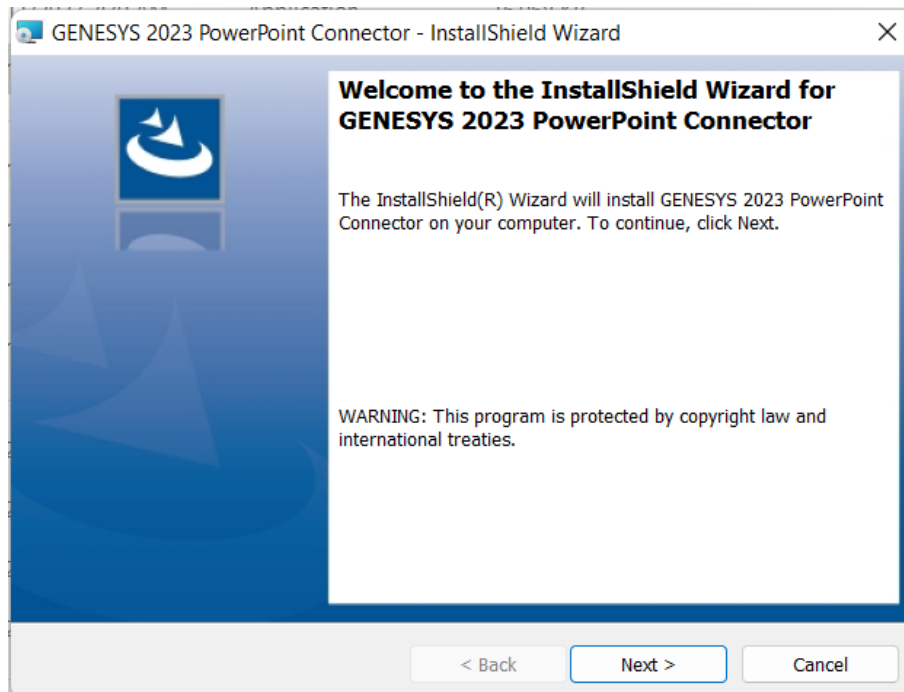 GENESYS 2023 PowerPoint Connector - InstallShield Wizard
Welcome to the InstallShield Wizard for
GENESYS 2023 PowerPoint Connector
The InstallShield(R) Wizard will install GENESYS 2023 PowerPoint
Connector on your computer. To continue, click Next.
WARNING: This program is protected by copyright law and
international treaties.
< Back
Next >
Cancel